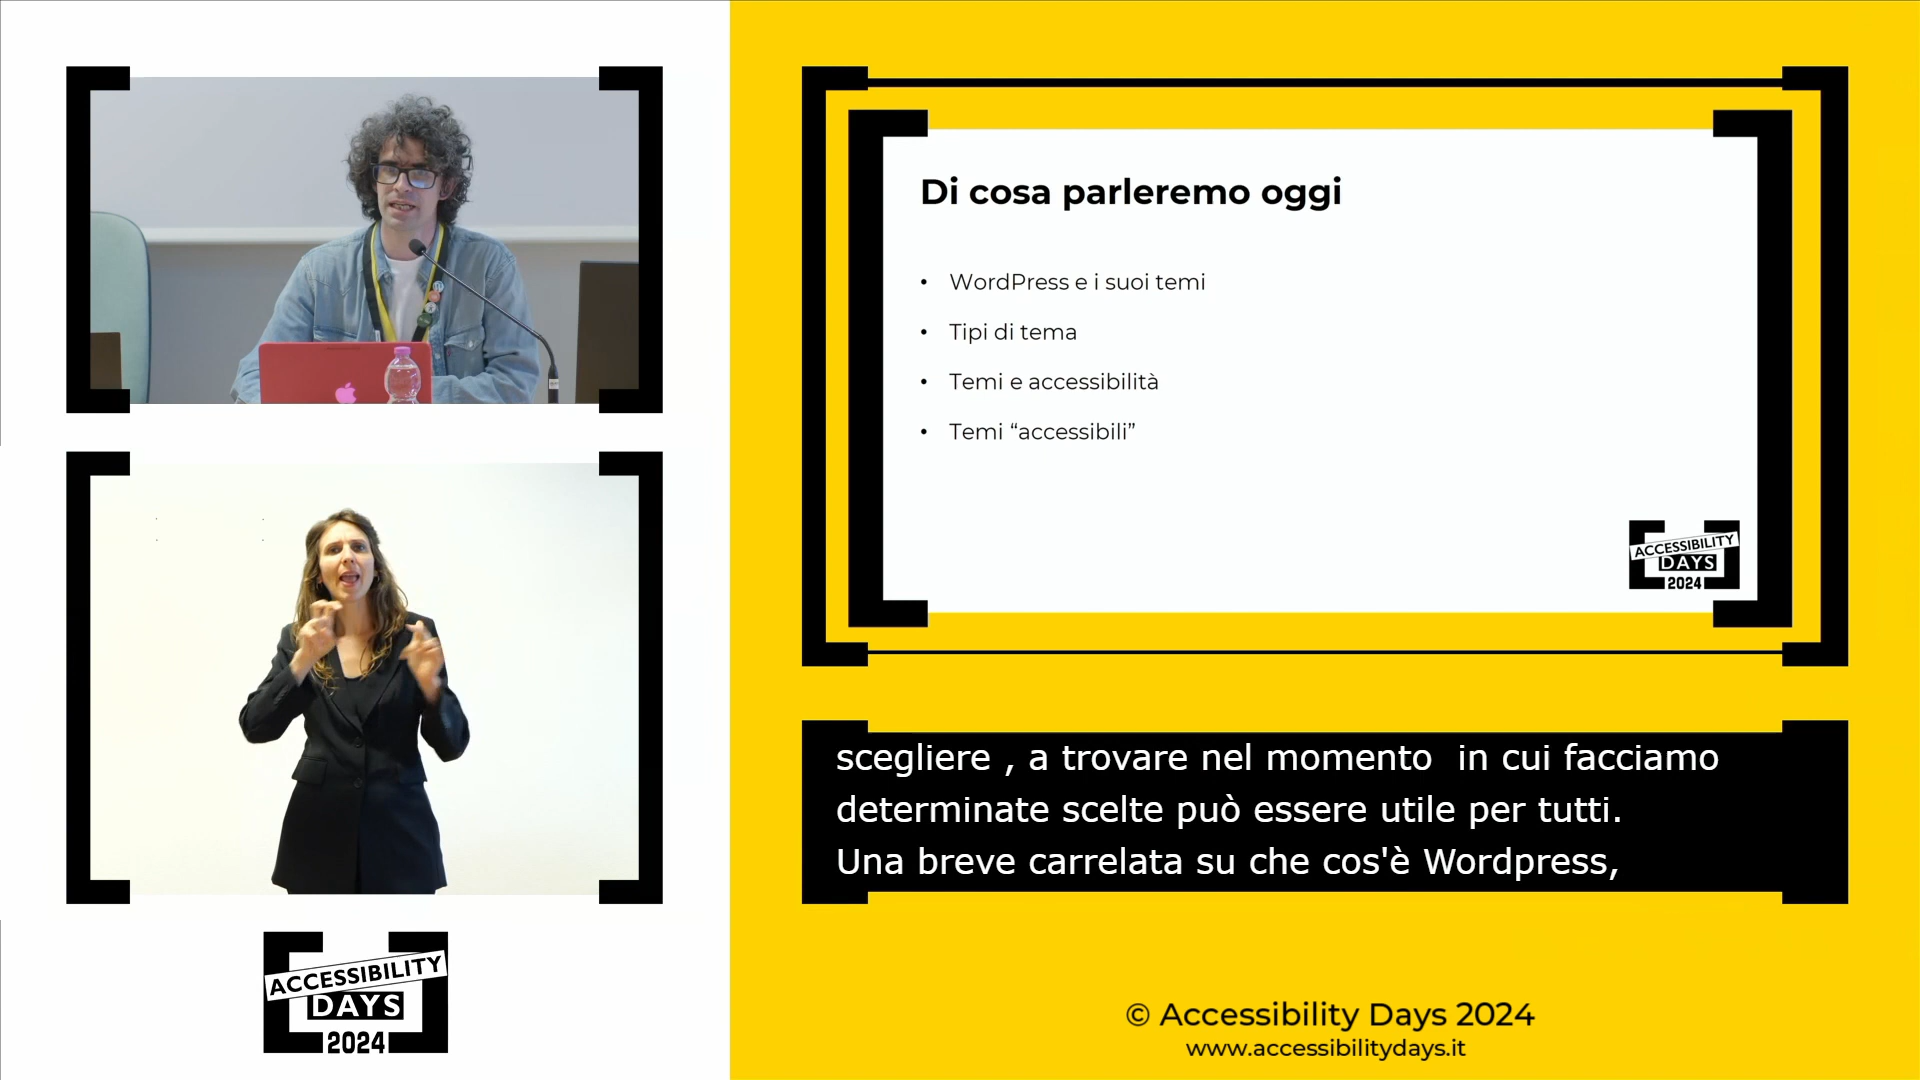 Di cosa parleremo oggi
• WordPress e i suoi temi
• Tipi di tema
• Temi e accessibilità
• Temi “accessibili”
ACCESSIBILITY
DAYS
2024
scegliere , a trovare nel momento  in cui facciamo
determinate scelte può essere utile per tutti.
Una breve carrelata su che cos'è Wordpress,
ACCESSIBILITY
DAYS
2024
© Accessibility Days 2024
www.accessibilitydays.it